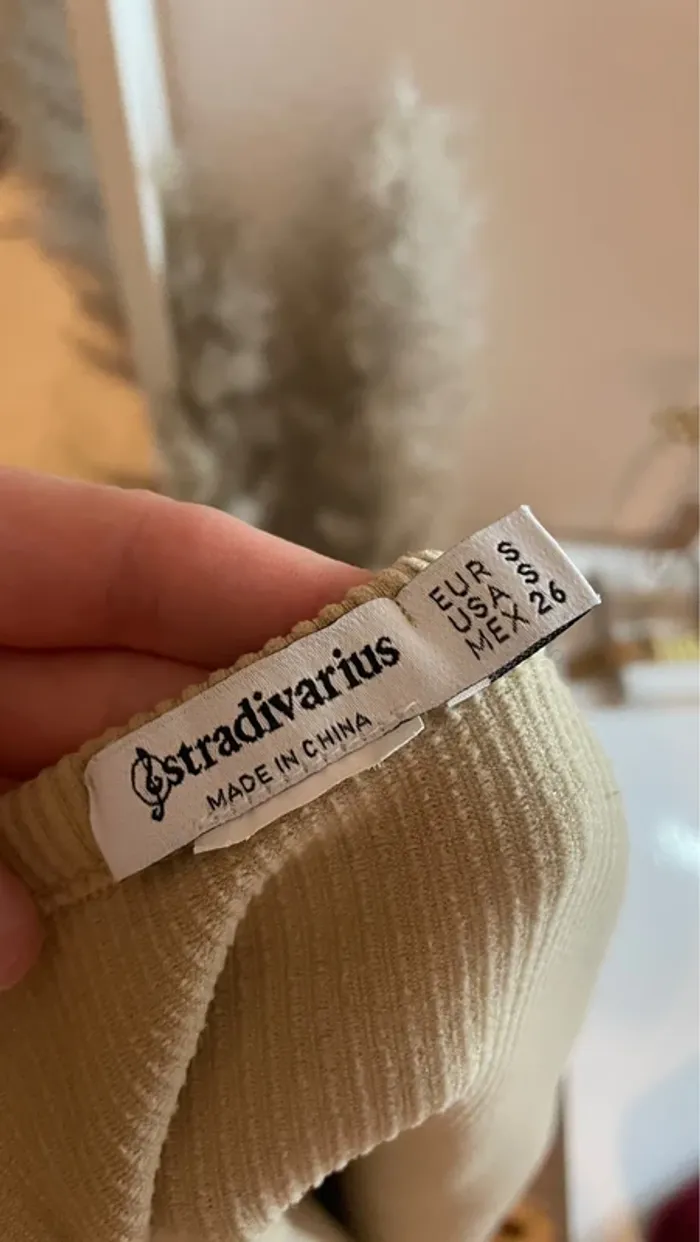 stradivarius
MADE IN CHINA
EUR S
USA S
MEX 26